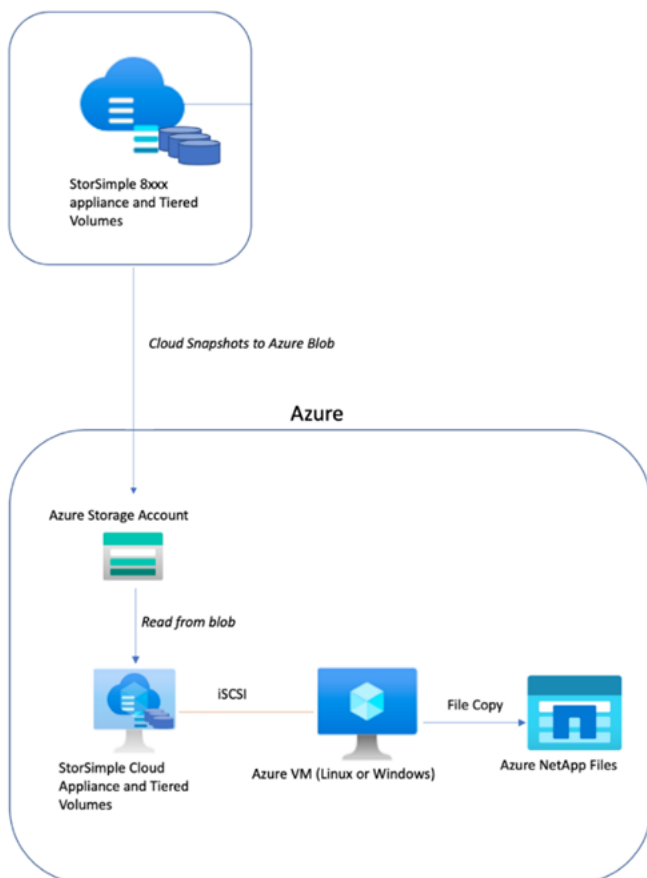 StorSimple 8xxx
appliance and Tiered
Volumes
Cloud Snapshots to Azure Blob
Azure
Azure Storage Account
Read from blob
iSCSI
File Copy
StorSimple Cloud
Appliance and Tiered
Volumes
Azure VM (Linux or Windows)
Azure NetApp Files